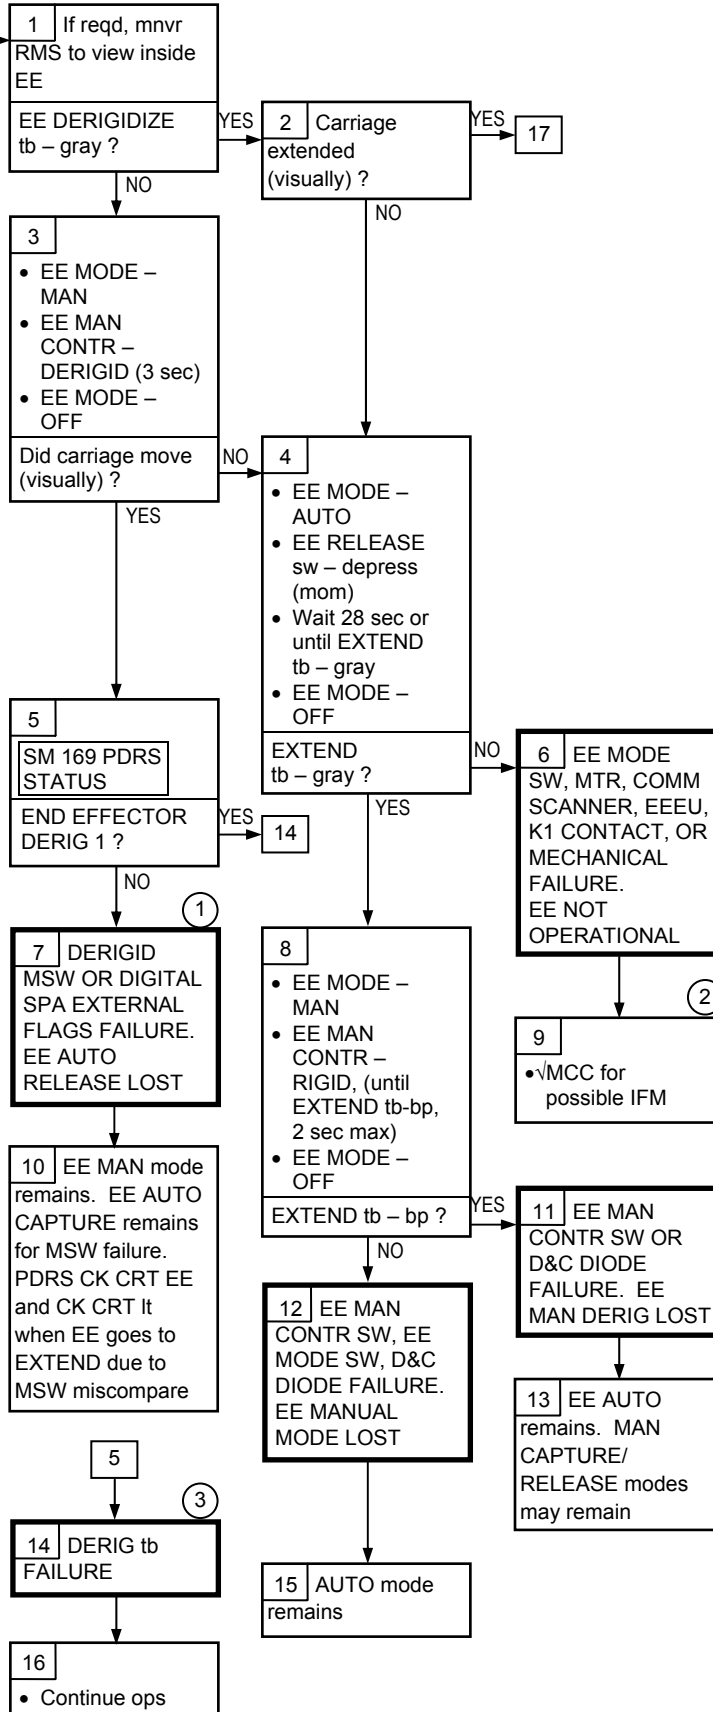 1 If reqd, mnvr
RMS to view inside
EE
EE DERIGIDIZE
tb – gray ?
YES
NO
2 Carriage
extended
(visually) ?
YES
17
NO
3
• EE MODE –
MAN
• EE MAN
CONTR –
DERIGID (3 sec)
• EE MODE –
OFF
Did carriage move
(visually) ?
NO
YES
4
• EE MODE –
AUTO
• EE RELEASE
sw – depress
(mom)
• Wait 28 sec or
until EXTEND
tb – gray
• EE MODE –
OFF
EXTEND
tb – gray ?
NO
YES
5
SM 169 PDRS
STATUS
END EFFECTOR
DERIG 1 ?
YES
14
NO
6 EE MODE
SW, MTR, COMM
SCANNER, EEEU,
K1 CONTACT, OR
MECHANICAL
FAILURE.
EE NOT
OPERATIONAL
1
7 DERIGID
MSW OR DIGITAL
SPA EXTERNAL
FLAGS FAILURE.
EE AUTO
RELEASE LOST
8
• EE MODE –
MAN
• EE MAN
CONTR –
RIGID, (until
EXTEND tb-bp,
2 sec max)
• EE MODE –
OFF
EXTEND tb – bp ?
YES
NO
2
9
•√MCC for
possible IFM
10 EE MAN mode
remains. EE AUTO
CAPTURE remains
for MSW failure.
PDRS CK CRT EE
and CK CRT lt
when EE goes to
EXTEND due to
MSW miscompare
11 EE MAN
CONTR SW OR
D&C DIODE
FAILURE. EE
MAN DERIG LOST
12 EE MAN
CONTR SW, EE
MODE SW, D&C
DIODE FAILURE.
EE MANUAL
MODE LOST
13 EE AUTO
remains. MAN
CAPTURE/
RELEASE modes
may remain
5
3
14 DERIG tb
FAILURE
15 AUTO mode
remains
16
• Continue ops